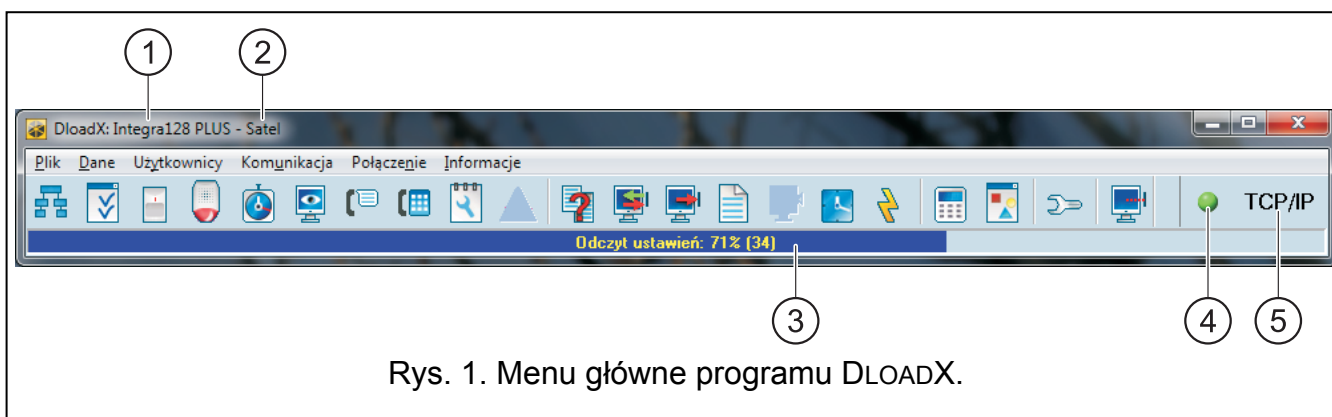 1 2
DloadX: Integra128 PLUS - Satel
Plik Dane Użytkownicy Komunikacja Połączenie Informacje
TCP/IP
Odczyt ustawień: 71% (34)
3 4 5
Rys. 1. Menu główne programu DLOADX.